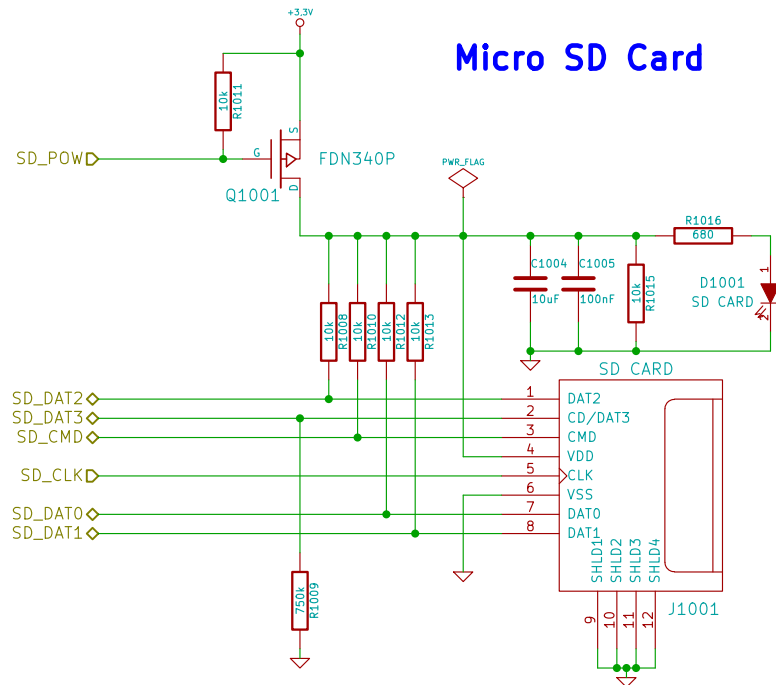 +3.3V
Micro SD Card
10k
R1011
S
G
D
SD_POW
FDN340P
Q1001
PWR_FLAG
R1016
680
C1004
10uF
C1005
100nF
10k
R1015
D1001
SD CARD
1
2
10k
R1008
10k
R1010
10k
R1012
10k
R1013
SD CARD
SD_DAT2
1
DAT2
SD_DAT3
2
CD/DAT3
SD_CMD
3
CMD
4
VDD
SD_CLK
5
CLK
6
VSS
SD_DAT0
7
DAT0
SD_DAT1
8
DAT1
SHLD1
SHLD2
SHLD3
SHLD4
750k
R1009
9
10
11
12
J1001